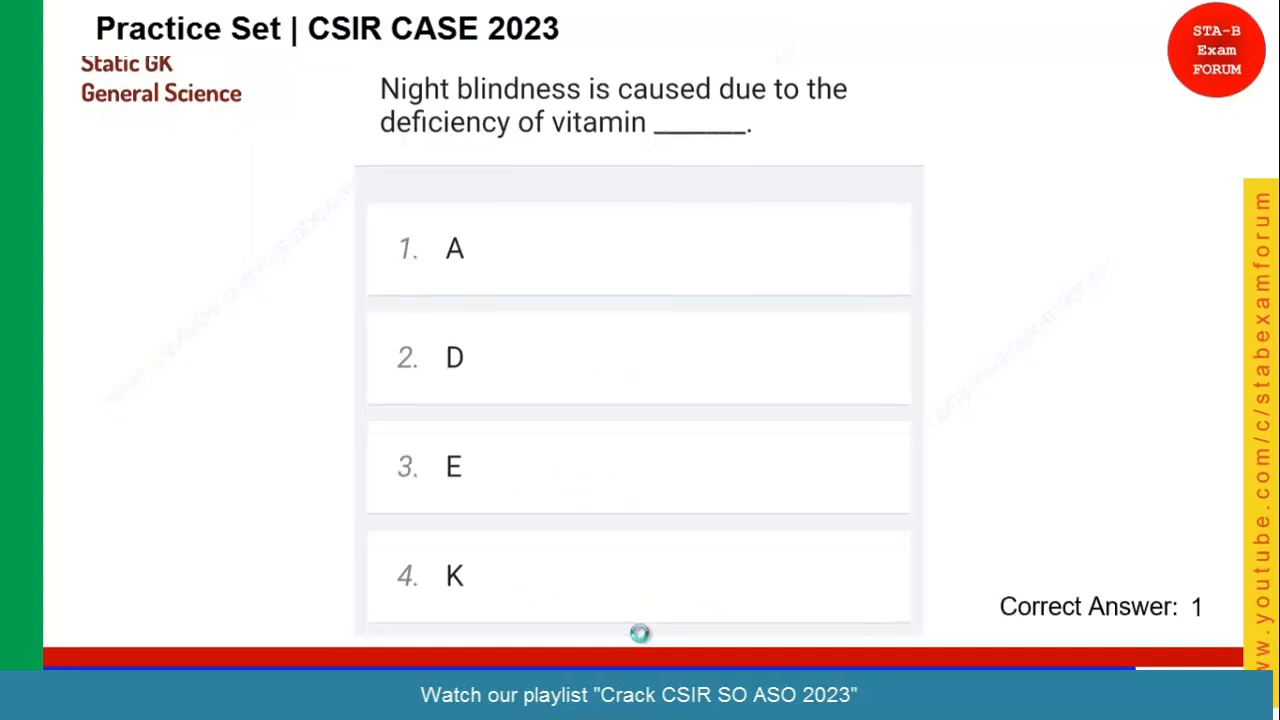 Practice Set | CSIR CASE 2023
STA-B
Exam
FORUM
Static GK
General Science
Night blindness is caused due to the
deficiency of vitamin _______.
1. A
2. D
3. E
4. K
Correct Answer: 1
www.youtube.com/c/stabexamforum
Watch our playlist "Crack CSIR SO ASO 2023"